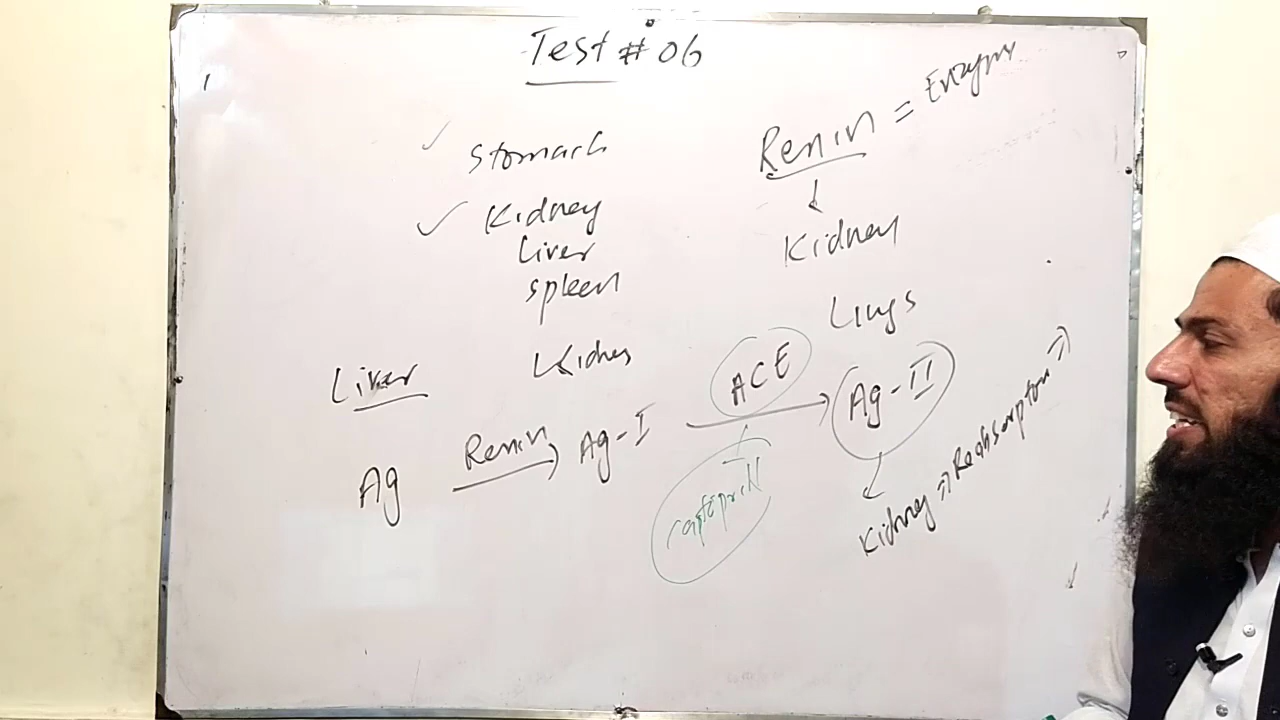 Test # 06
Stomach
Kidney
Liver
Spleen
Renin = Enzyme
Kidney
Lungs
Liver
Kidney
Ag
Renin
Ag-I
ACE
Ag-II
captopril
Kidney ⇒ Reabsorption ⇒